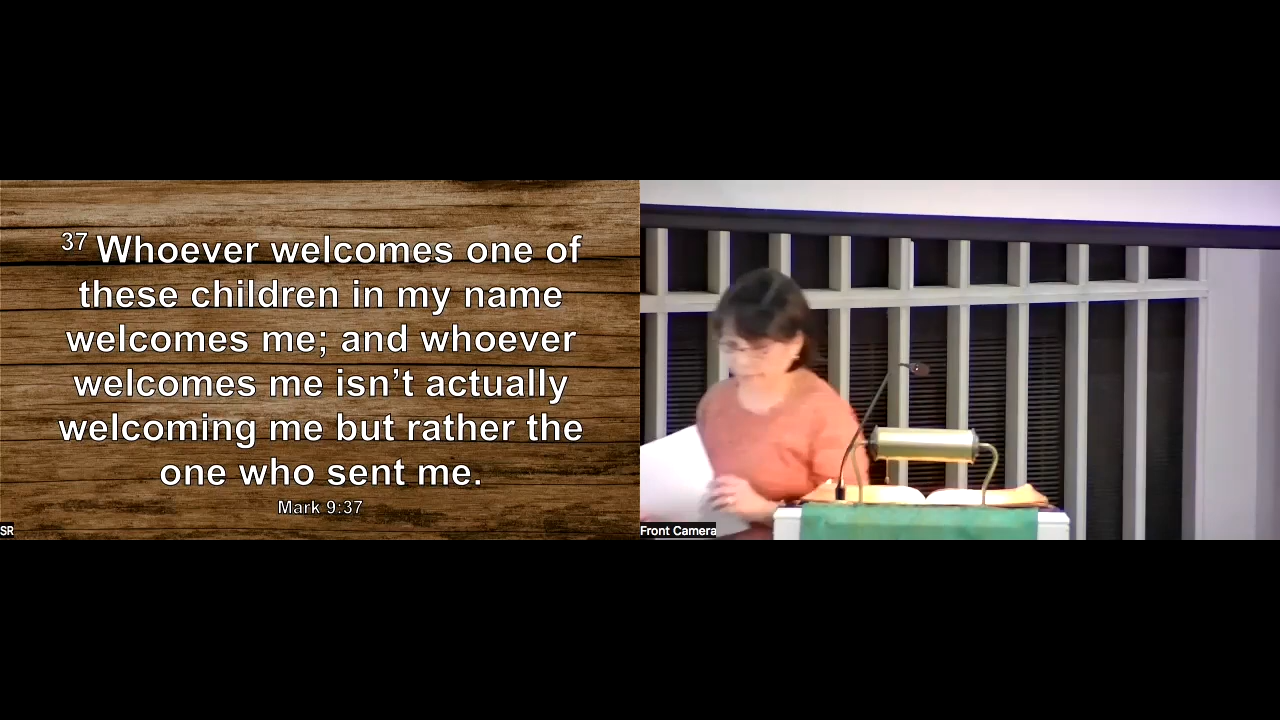 37 Whoever welcomes one of
these children in my name
welcomes me; and whoever
welcomes me isn’t actually
welcoming me but rather the
one who sent me.
Mark 9:37
SR
Front Camera